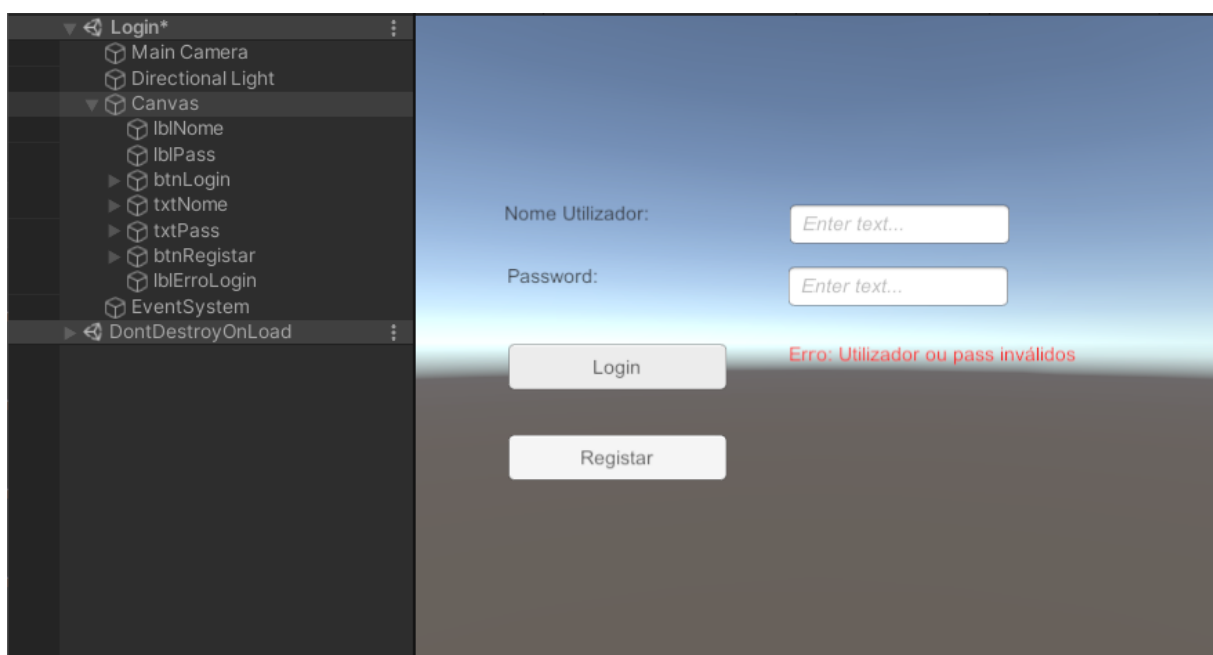 Login*
Main Camera
Directional Light
Canvas
lblNome
lblPass
btnLogin
txtNome
txtPass
btnRegistar
lblErroLogin
EventSystem
DontDestroyOnLoad
Nome Utilizador:
Enter text...
Password:
Enter text...
Login
Erro: Utilizador ou pass inválidos
Registar